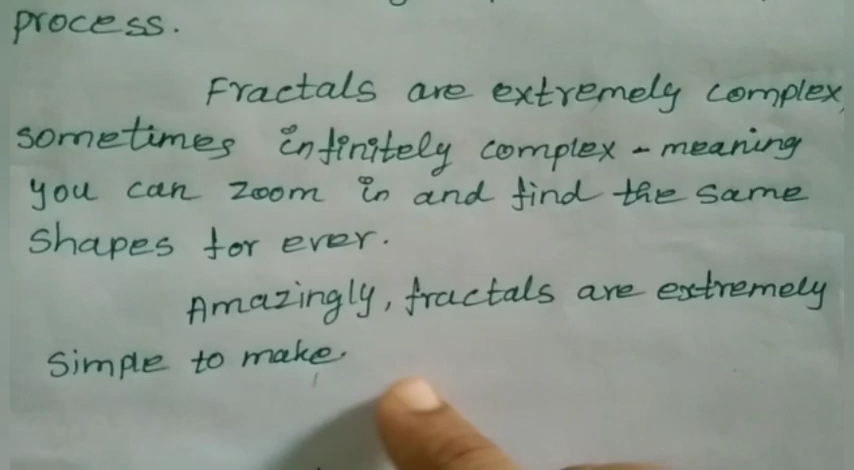 process.
Fractals are extremely complex,
sometimes infinitely complex - meaning
you can zoom in and find the same
shapes for ever.
Amazingly, fractals are extremely
simple to make.